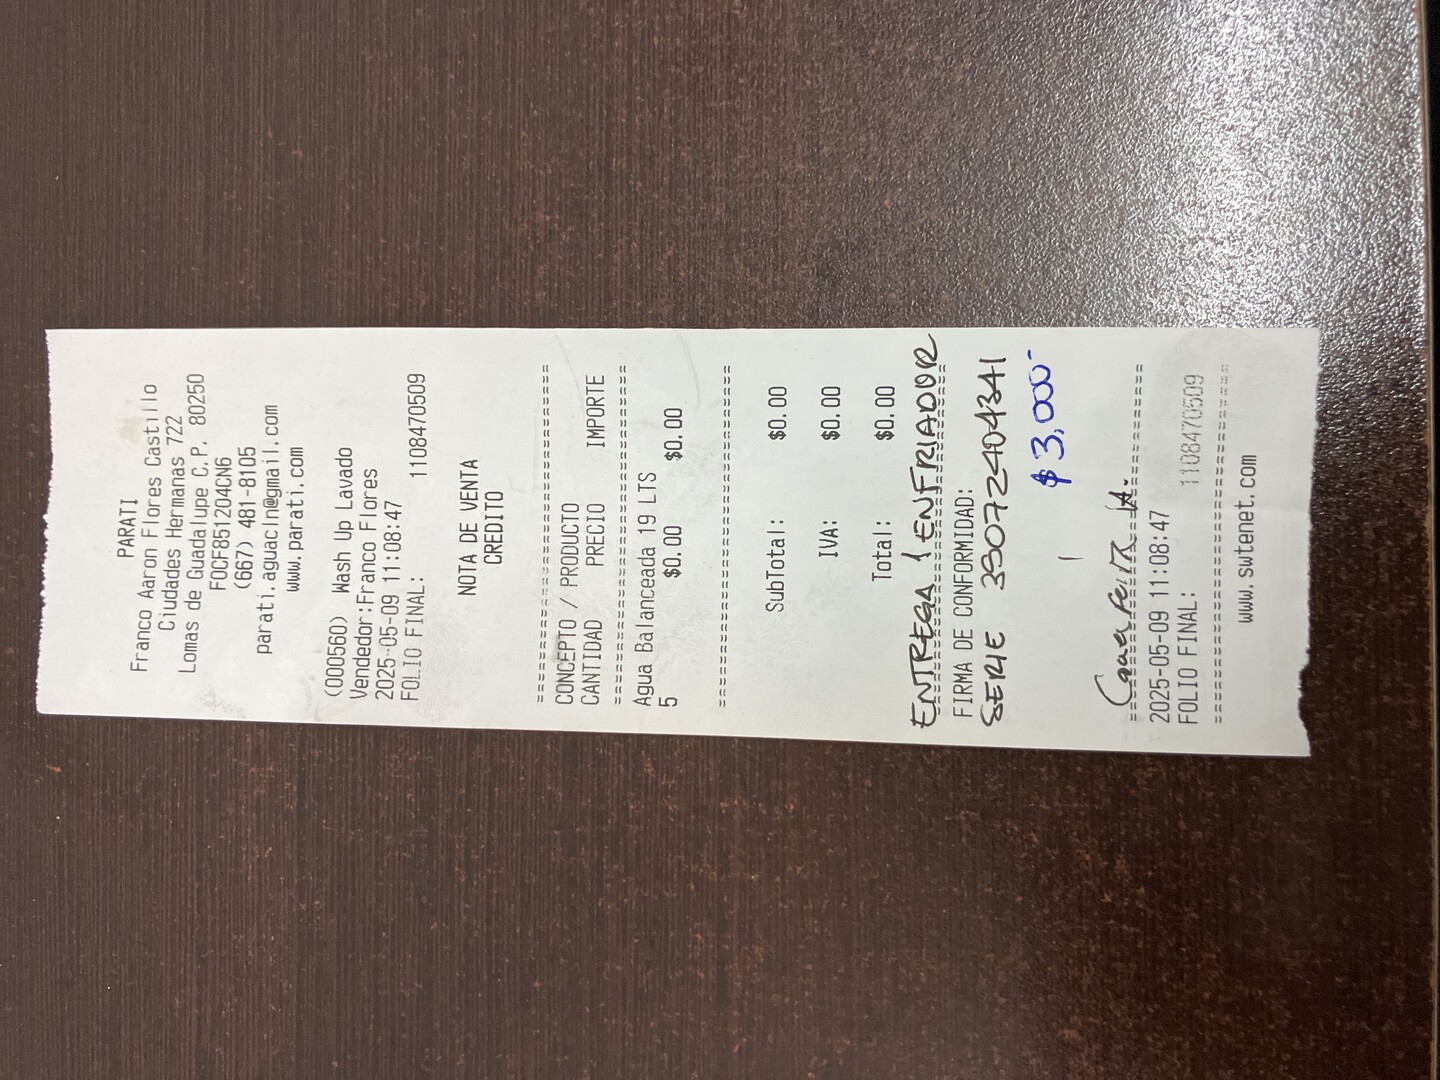 PARATI
Franco Aaron Flores Castillo
Ciudades Hermanas 722
Lomas de Guadalupe C.P. 80250
FOCF851204CN6
(667) 481-8105
parati.aguacln@gmail.com
www.parati.com
(000560) Wash Up Lavado
Vendedor:Franco Flores
2025-05-09 11:08:47
FOLIO FINAL: 1108470509
NOTA DE VENTA
CREDITO
==============================
CONCEPTO / PRODUCTO
CANTIDAD PRECIO IMPORTE
==============================
Agua Balanceada 19 LTS
5 $0.00 $0.00
==============================
SubTotal: $0.00
IVA: $0.00
Total: $0.00
ENTREGA 1 ENFRIADOR
==============================
FIRMA DE CONFORMIDAD:
SERIE 33072404341
$3,000-
==============================
2025-05-09 11:08:47
FOLIO FINAL: 1108470509
==============================
www.swtenet.com